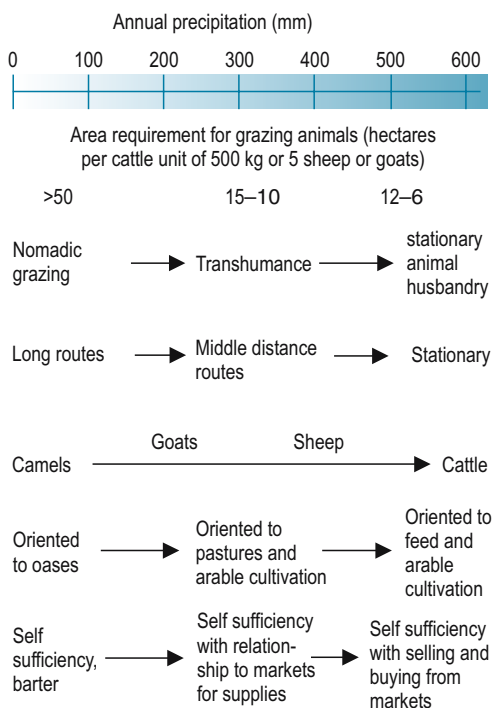 Annual precipitation (mm)
0 100 200 300 400 500 600
Area requirement for grazing animals (hectares
per cattle unit of 500 kg or 5 sheep or goats)
>50 15–10 12–6
Nomadic
grazing
Transhumance
stationary
animal
husbandry
Long routes
Middle distance
routes
Stationary
Goats Sheep
Camels Cattle
Oriented
to oases
Oriented to
pastures and
arable cultivation
Oriented to
feed and
arable
cultivation
Self
sufficiency,
barter
Self sufficiency
with relation-
ship to markets
for supplies
Self sufficiency
with selling and
buying from
markets